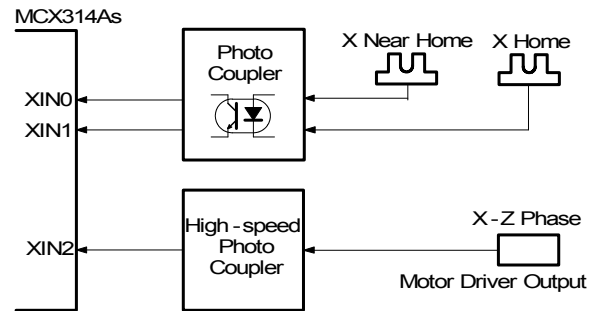 MCX314As
Photo
Coupler
X Near Home
X Home
XIN0
XIN1
High-speed
Photo
Coupler
X-Z Phase
XIN2
Motor Driver Output